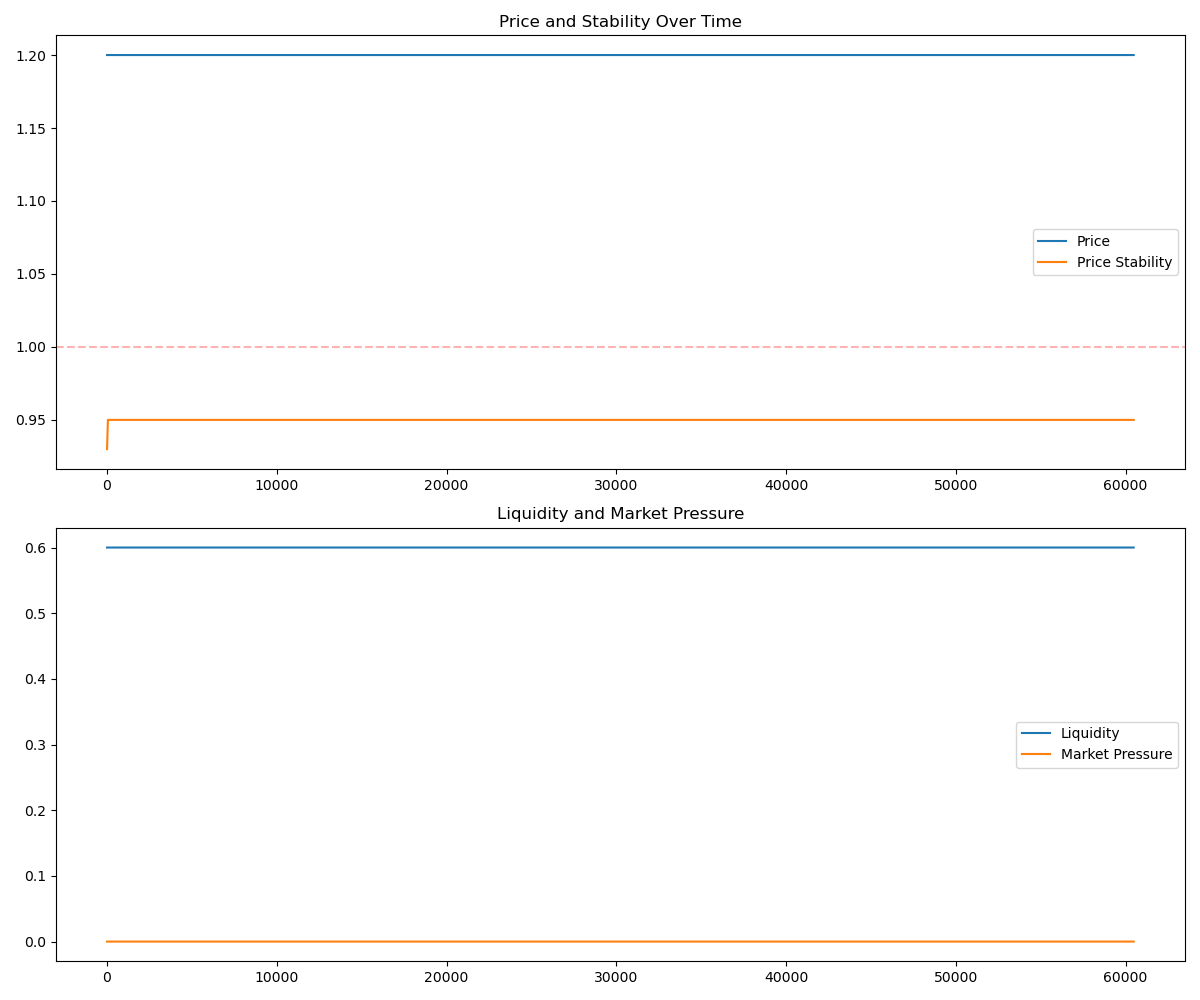 Price and Stability Over Time
1.20
1.15
1.10
1.05
1.00
0.95
Price
Price Stability
0 10000 20000 30000 40000 50000 60000
Liquidity and Market Pressure
0.6
0.5
0.4
0.3
0.2
0.1
0.0
Liquidity
Market Pressure
0 10000 20000 30000 40000 50000 60000